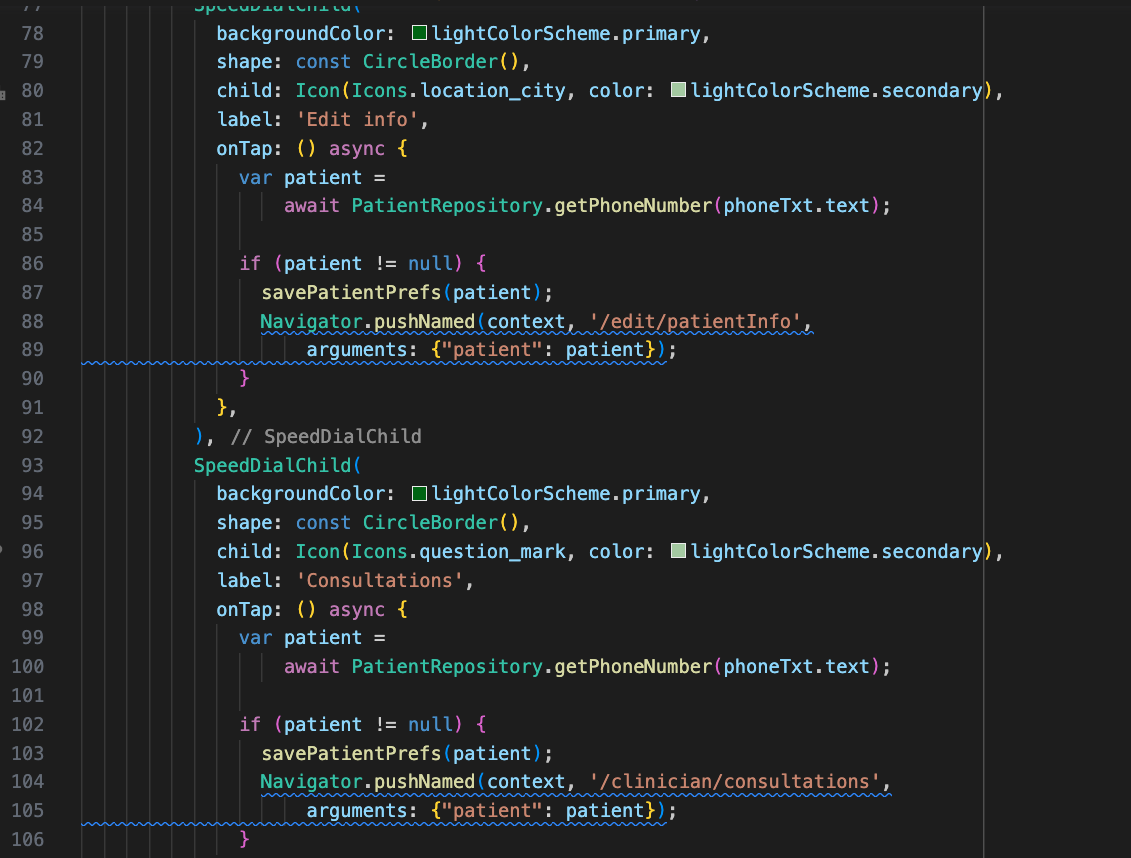 77 SpeedDialChild(
78 backgroundColor: lightColorScheme.primary,
79 shape: const CircleBorder(),
80 child: Icon(Icons.location_city, color: lightColorScheme.secondary),
81 label: 'Edit info',
82 onTap: () async {
83 var patient =
84 await PatientRepository.getPhoneNumber(phoneTxt.text);
85
86 if (patient != null) {
87 savePatientPrefs(patient);
88 Navigator.pushNamed(context, '/edit/patientInfo',
89 arguments: {"patient": patient});
90 }
91 },
92 ), // SpeedDialChild
93 SpeedDialChild(
94 backgroundColor: lightColorScheme.primary,
95 shape: const CircleBorder(),
96 child: Icon(Icons.question_mark, color: lightColorScheme.secondary),
97 label: 'Consultations',
98 onTap: () async {
99 var patient =
100 await PatientRepository.getPhoneNumber(phoneTxt.text);
101
102 if (patient != null) {
103 savePatientPrefs(patient);
104 Navigator.pushNamed(context, '/clinician/consultations',
105 arguments: {"patient": patient});
106 }